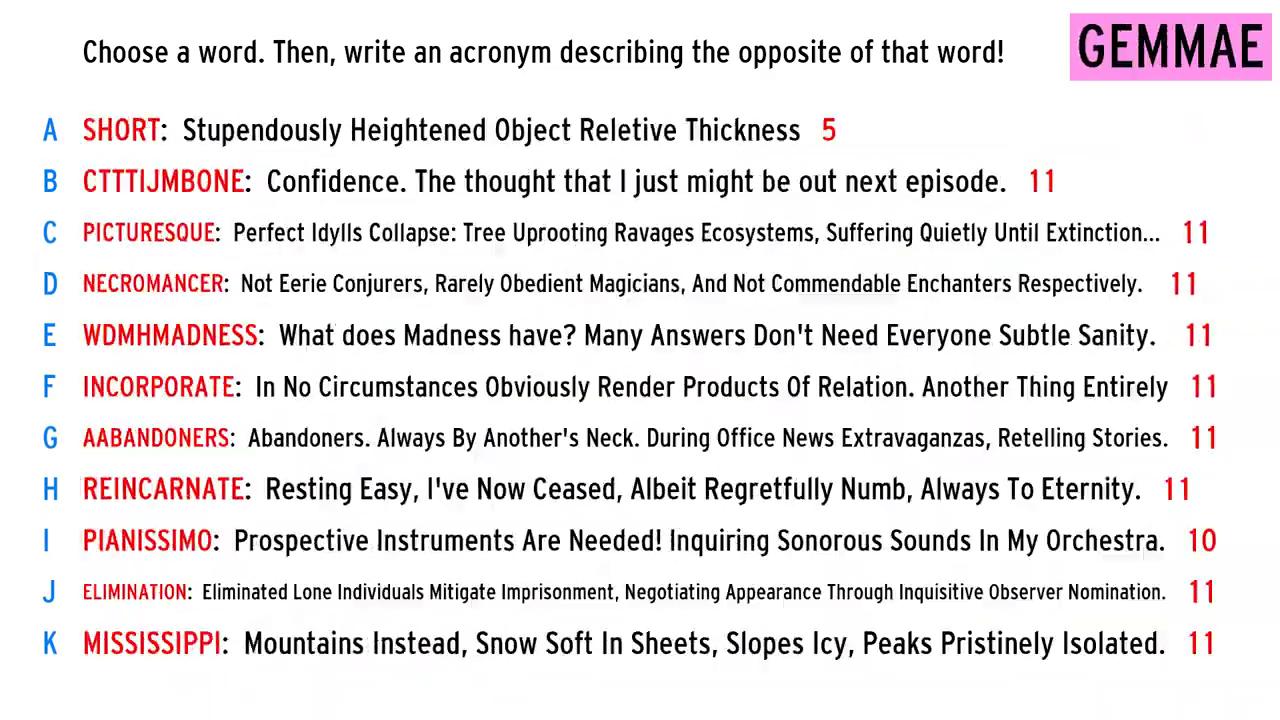 Choose a word. Then, write an acronym describing the opposite of that word!
GEMMAE
A SHORT: Stupendously Heightened Object Reletive Thickness 5
B CTTTIJMBONE: Confidence. The thought that I just might be out next episode. 11
C PICTURESQUE: Perfect Idylls Collapse: Tree Uprooting Ravages Ecosystems, Suffering Quietly Until Extinction... 11
D NECROMANCER: Not Eerie Conjurers, Rarely Obedient Magicians, And Not Commendable Enchanters Respectively. 11
E WDMHMADNESS: What does Madness have? Many Answers Don't Need Everyone Subtle Sanity. 11
F INCORPORATE: In No Circumstances Obviously Render Products Of Relation. Another Thing Entirely 11
G AABANDONERS: Abandoners. Always By Another's Neck. During Office News Extravaganzas, Retelling Stories. 11
H REINCARNATE: Resting Easy, I've Now Ceased, Albeit Regretfully Numb, Always To Eternity. 11
I PIANISSIMO: Prospective Instruments Are Needed! Inquiring Sonorous Sounds In My Orchestra. 10
J ELIMINATION: Eliminated Lone Individuals Mitigate Imprisonment, Negotiating Appearance Through Inquisitive Observer Nomination. 11
K MISSISSIPPI: Mountains Instead, Snow Soft In Sheets, Slopes Icy, Peaks Pristinely Isolated. 11